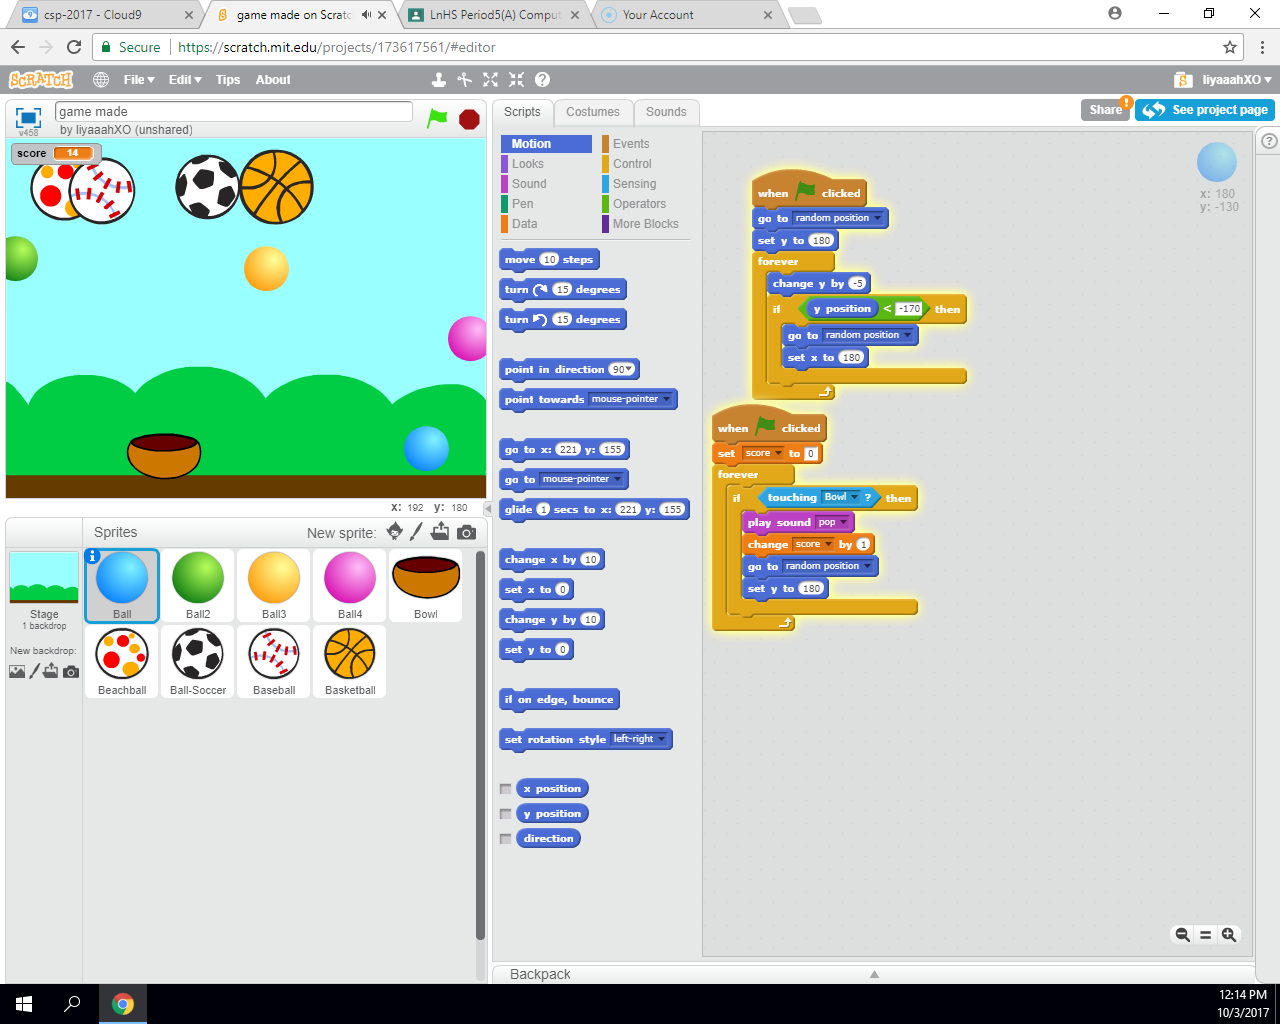 csp-2017 - Cloud9
game made on Scratc
LnHS Period5(A) Comput
Your Account
Secure
https://scratch.mit.edu/projects/173617561/#editor
SCRATCH
File
Edit
Tips
About
liyaaahXO
v458
game made
by liyaaahXO (unshared)
Scripts
Costumes
Sounds
Share
!
See project page
score 14
Motion
Looks
Sound
Pen
Data
Events
Control
Sensing
Operators
More Blocks
move 10 steps
turn 15 degrees
turn 15 degrees
point in direction 90
point towards mouse-pointer
go to x: 221 y: 155
go to mouse-pointer
glide 1 secs to x: 221 y: 155
change x by 10
set x to 0
change y by 10
set y to 0
if on edge, bounce
set rotation style left-right
x position
y position
direction
when clicked
go to random position
set y to 180
forever
change y by -5
if y position < -170 then
go to random position
set x to 180
when clicked
set score to 0
forever
if touching Bowl ? then
play sound pop
change score by 1
go to random position
set y to 180
x: 180
y: -130
?
x: 192 y: 180
Sprites
New sprite:
Stage
1 backdrop
New backdrop:
Ball
Ball2
Ball3
Ball4
Bowl
Beachball
Ball-Soccer
Baseball
Basketball
Backpack
12:14 PM
10/3/2017